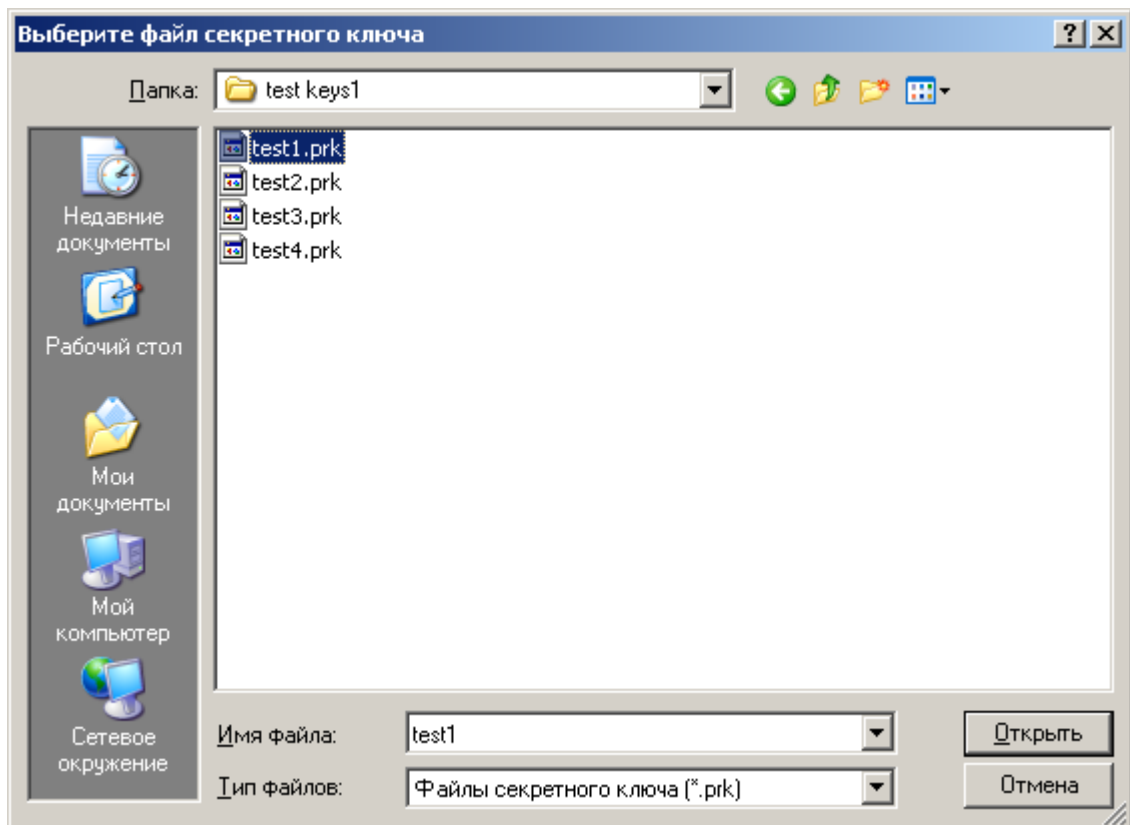 Выберите файл секретного ключа
Папка: test keys1
test1.prk
test2.prk
test3.prk
test4.prk
Недавние
документы
Рабочий стол
Мои
документы
Мой
компьютер
Сетевое
окружение
Имя файла: test1 Открыть
Тип файлов: Файлы секретного ключа (*.prk) Отмена